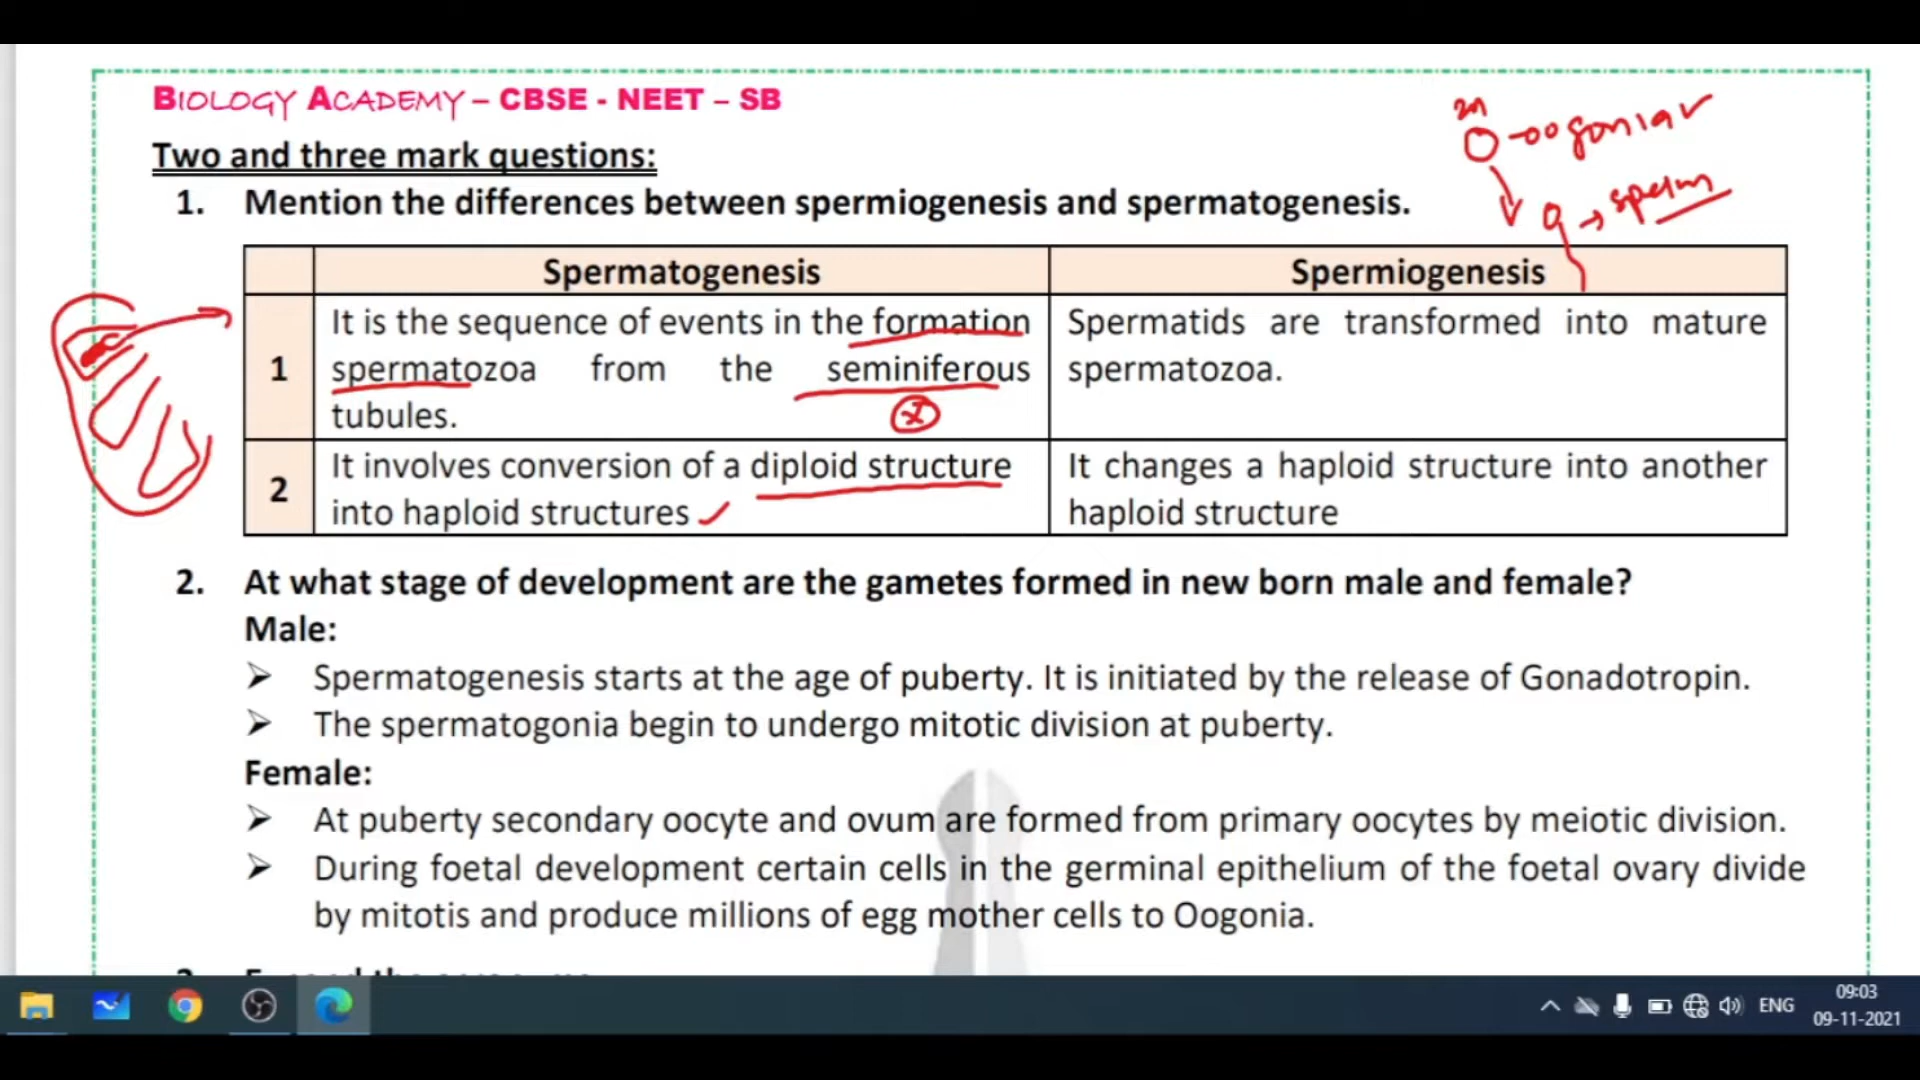 BIOLOGY ACADEMY – CBSE - NEET – SB
Two and three mark questions:
2n
oogonia
1. Mention the differences between spermiogenesis and spermatogenesis.
sperm
Spermatogenesis Spermiogenesis
1
It is the sequence of events in the formation
spermatozoa from the seminiferous
tubules.
Spermatids are transformed into mature
spermatozoa.
2
It involves conversion of a diploid structure
into haploid structures
It changes a haploid structure into another
haploid structure
2. At what stage of development are the gametes formed in new born male and female?
Male:
Spermatogenesis starts at the age of puberty. It is initiated by the release of Gonadotropin.
The spermatogonia begin to undergo mitotic division at puberty.
Female:
At puberty secondary oocyte and ovum are formed from primary oocytes by meiotic division.
During foetal development certain cells in the germinal epithelium of the foetal ovary divide
by mitotis and produce millions of egg mother cells to Oogonia.
ENG
09:03
09-11-2021